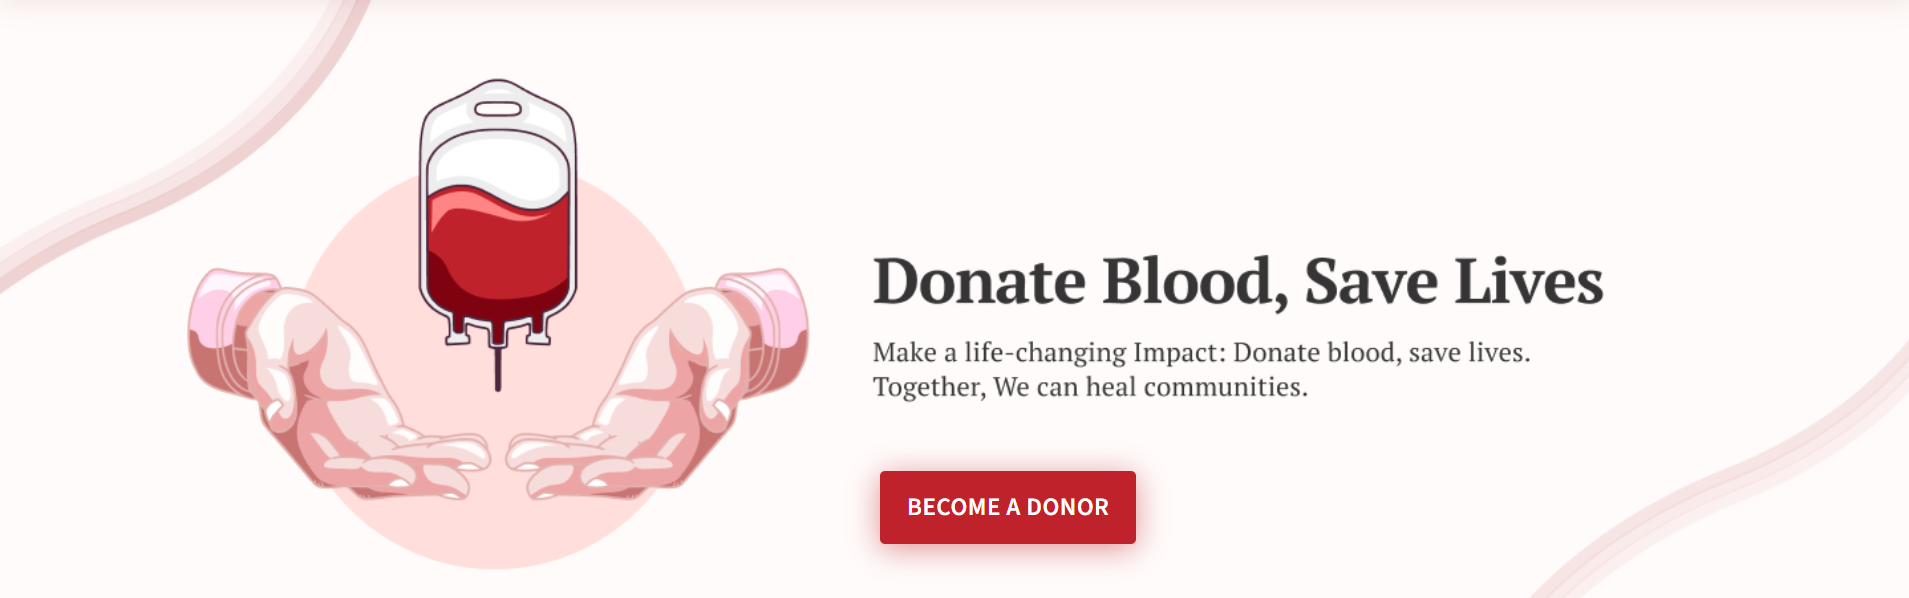 Donate Blood, Save Lives
Make a life-changing Impact: Donate blood, save lives.
Together, We can heal communities.
BECOME A DONOR